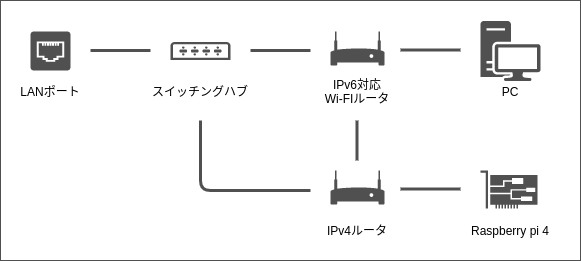 LANポート
スイッチングハブ
IPv6対応
Wi-FIルータ
PC
IPv4ルータ
Raspberry pi 4